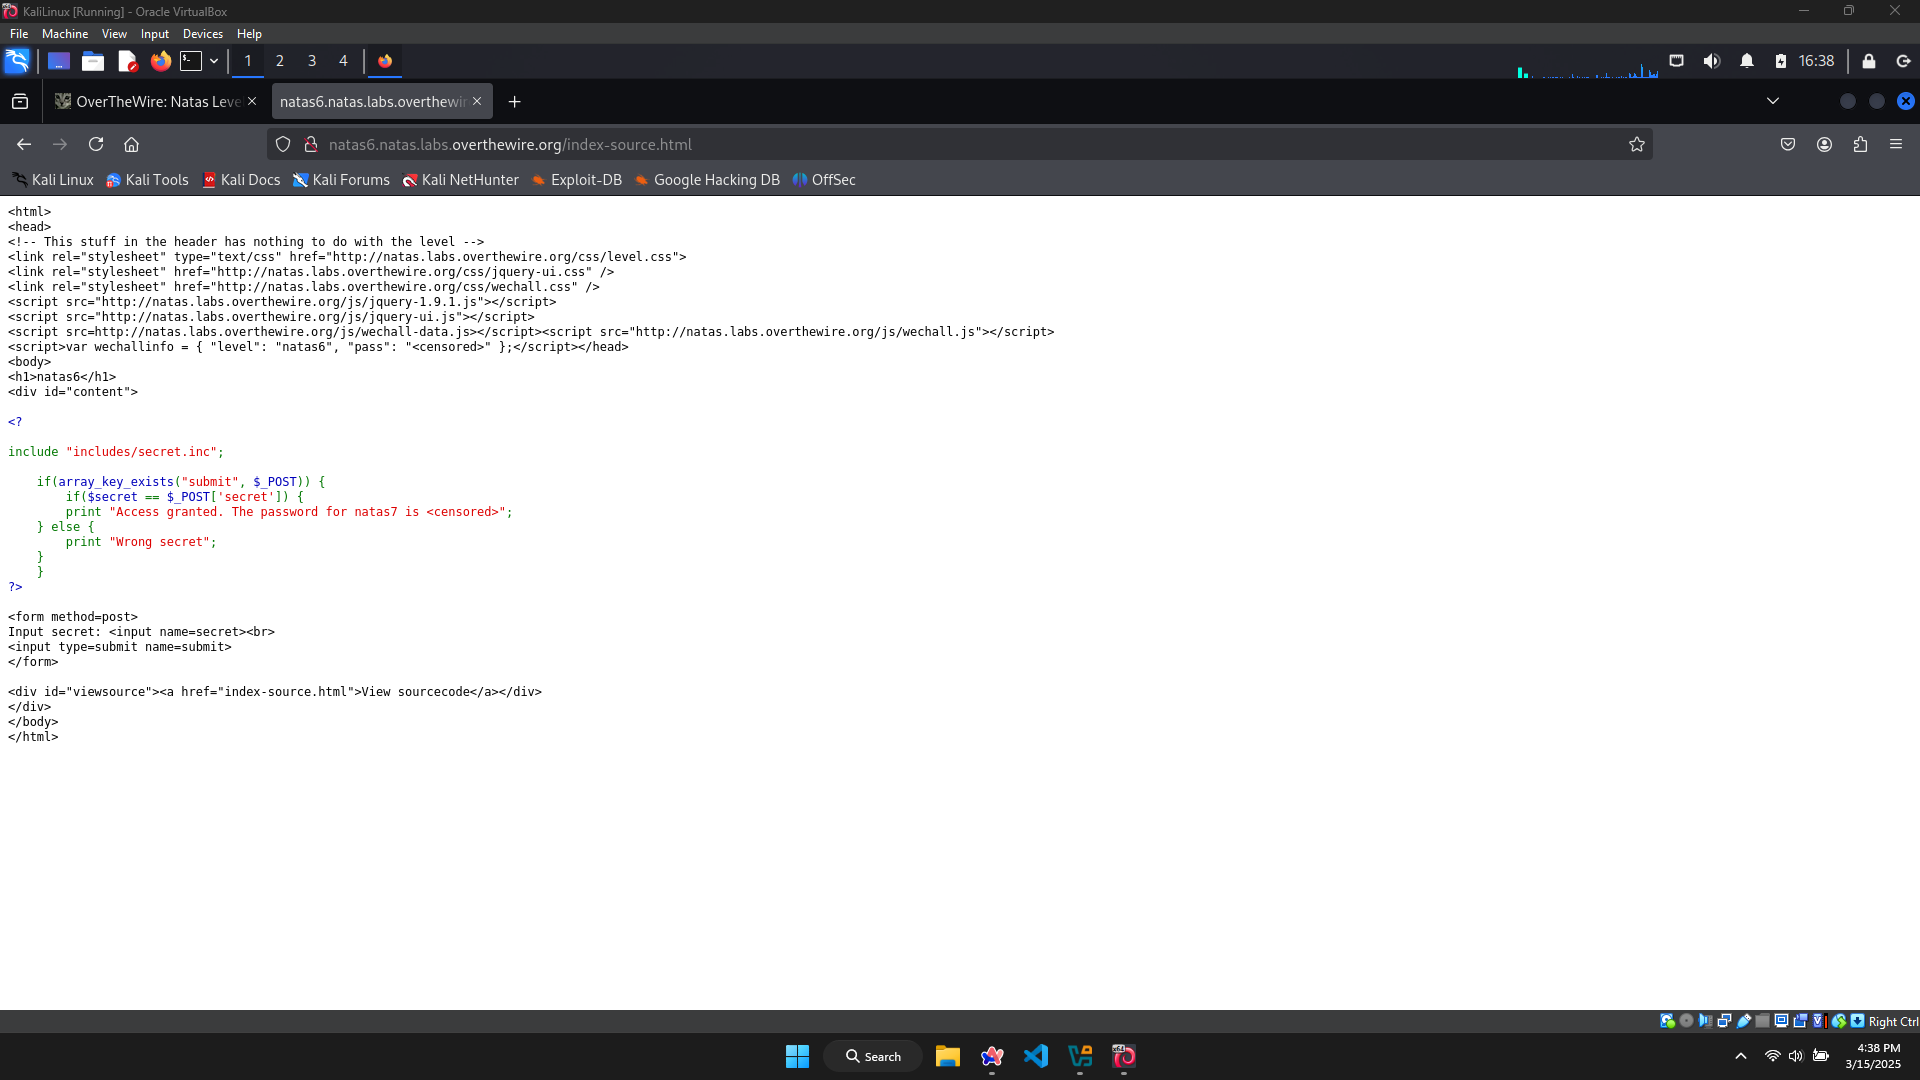 KaliLinux [Running] - Oracle VirtualBox
File Machine View Input Devices Help
1 2 3 4
16:38
OverTheWire: Natas Leve
natas6.natas.labs.overthewir
natas6.natas.labs.overthewire.org/index-source.html
Kali Linux Kali Tools Kali Docs Kali Forums Kali NetHunter Exploit-DB Google Hacking DB OffSec
<html>
<head>
<!-- This stuff in the header has nothing to do with the level -->
<link rel="stylesheet" type="text/css" href="http://natas.labs.overthewire.org/css/level.css">
<link rel="stylesheet" href="http://natas.labs.overthewire.org/css/jquery-ui.css" />
<link rel="stylesheet" href="http://natas.labs.overthewire.org/css/wechall.css" />
<script src="http://natas.labs.overthewire.org/js/jquery-1.9.1.js"></script>
<script src="http://natas.labs.overthewire.org/js/jquery-ui.js"></script>
<script src=http://natas.labs.overthewire.org/js/wechall-data.js></script><script src="http://natas.labs.overthewire.org/js/wechall.js"></script>
<script>var wechallinfo = { "level": "natas6", "pass": "<censored>" };</script></head>
<body>
<h1>natas6</h1>
<div id="content">
<?
include "includes/secret.inc";
if(array_key_exists("submit", $_POST)) {
if($secret == $_POST['secret']) {
print "Access granted. The password for natas7 is <censored>";
} else {
print "Wrong secret";
}
}
?>
<form method=post>
Input secret: <input name=secret><br>
<input type=submit name=submit>
</form>
<div id="viewsource"><a href="index-source.html">View sourcecode</a></div>
</div>
</body>
</html>
Right Ctrl
Search
4:38 PM
3/15/2025